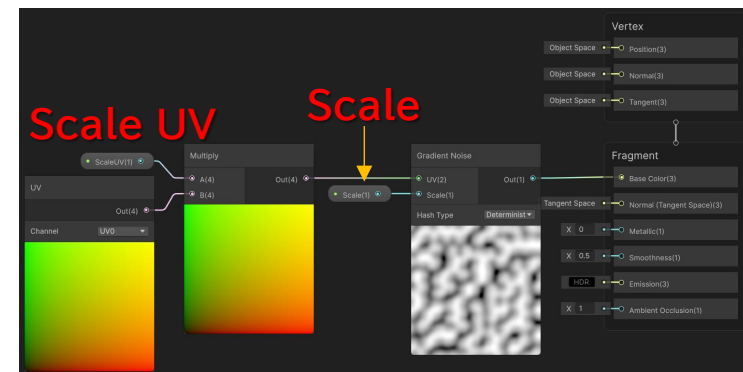 Scale UV
Scale
ScaleUV(1)
UV
Out(4)
Channel
UV0
Multiply
A(4)
Out(4)
B(4)
Scale(1)
Gradient Noise
UV(2)
Out(1)
Scale(1)
Hash Type
Determinist
Vertex
Object Space
Position(3)
Object Space
Normal(3)
Object Space
Tangent(3)
Fragment
Base Color(3)
Tangent Space
Normal (Tangent Space)(3)
X 0
Metallic(1)
X 0.5
Smoothness(1)
HDR
Emission(3)
X 1
Ambient Occlusion(1)